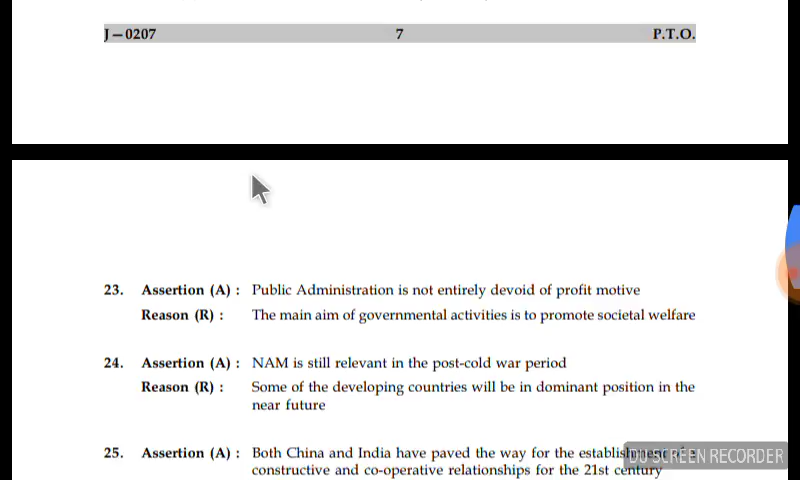 J – 0207 7 P.T.O.
23. Assertion (A) : Public Administration is not entirely devoid of profit motive
Reason (R) : The main aim of governmental activities is to promote societal welfare
24. Assertion (A) : NAM is still relevant in the post-cold war period
Reason (R) : Some of the developing countries will be in dominant position in the
near future
25. Assertion (A) : Both China and India have paved the way for the establishment of
DU SCREEN RECORDER
constructive and co-operative relationships for the 21st century